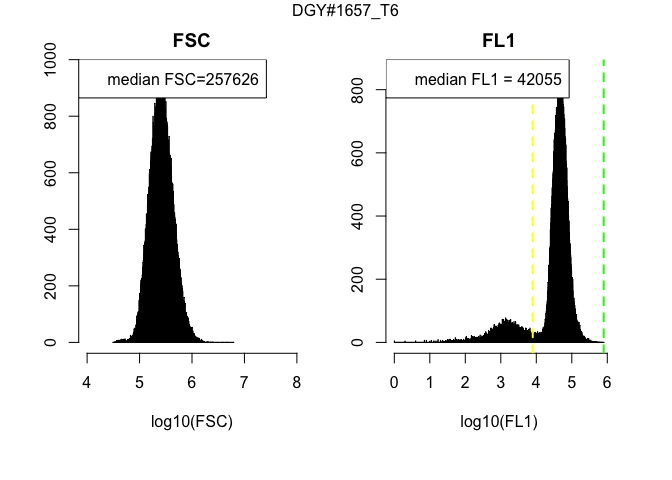 DGY#1657_T6
FSC
median FSC=257626
1000
800
600
400
200
0
4 5 6 7 8
log10(FSC)
FL1
median FL1 = 42055
800
600
400
200
0
0 1 2 3 4 5 6
log10(FL1)